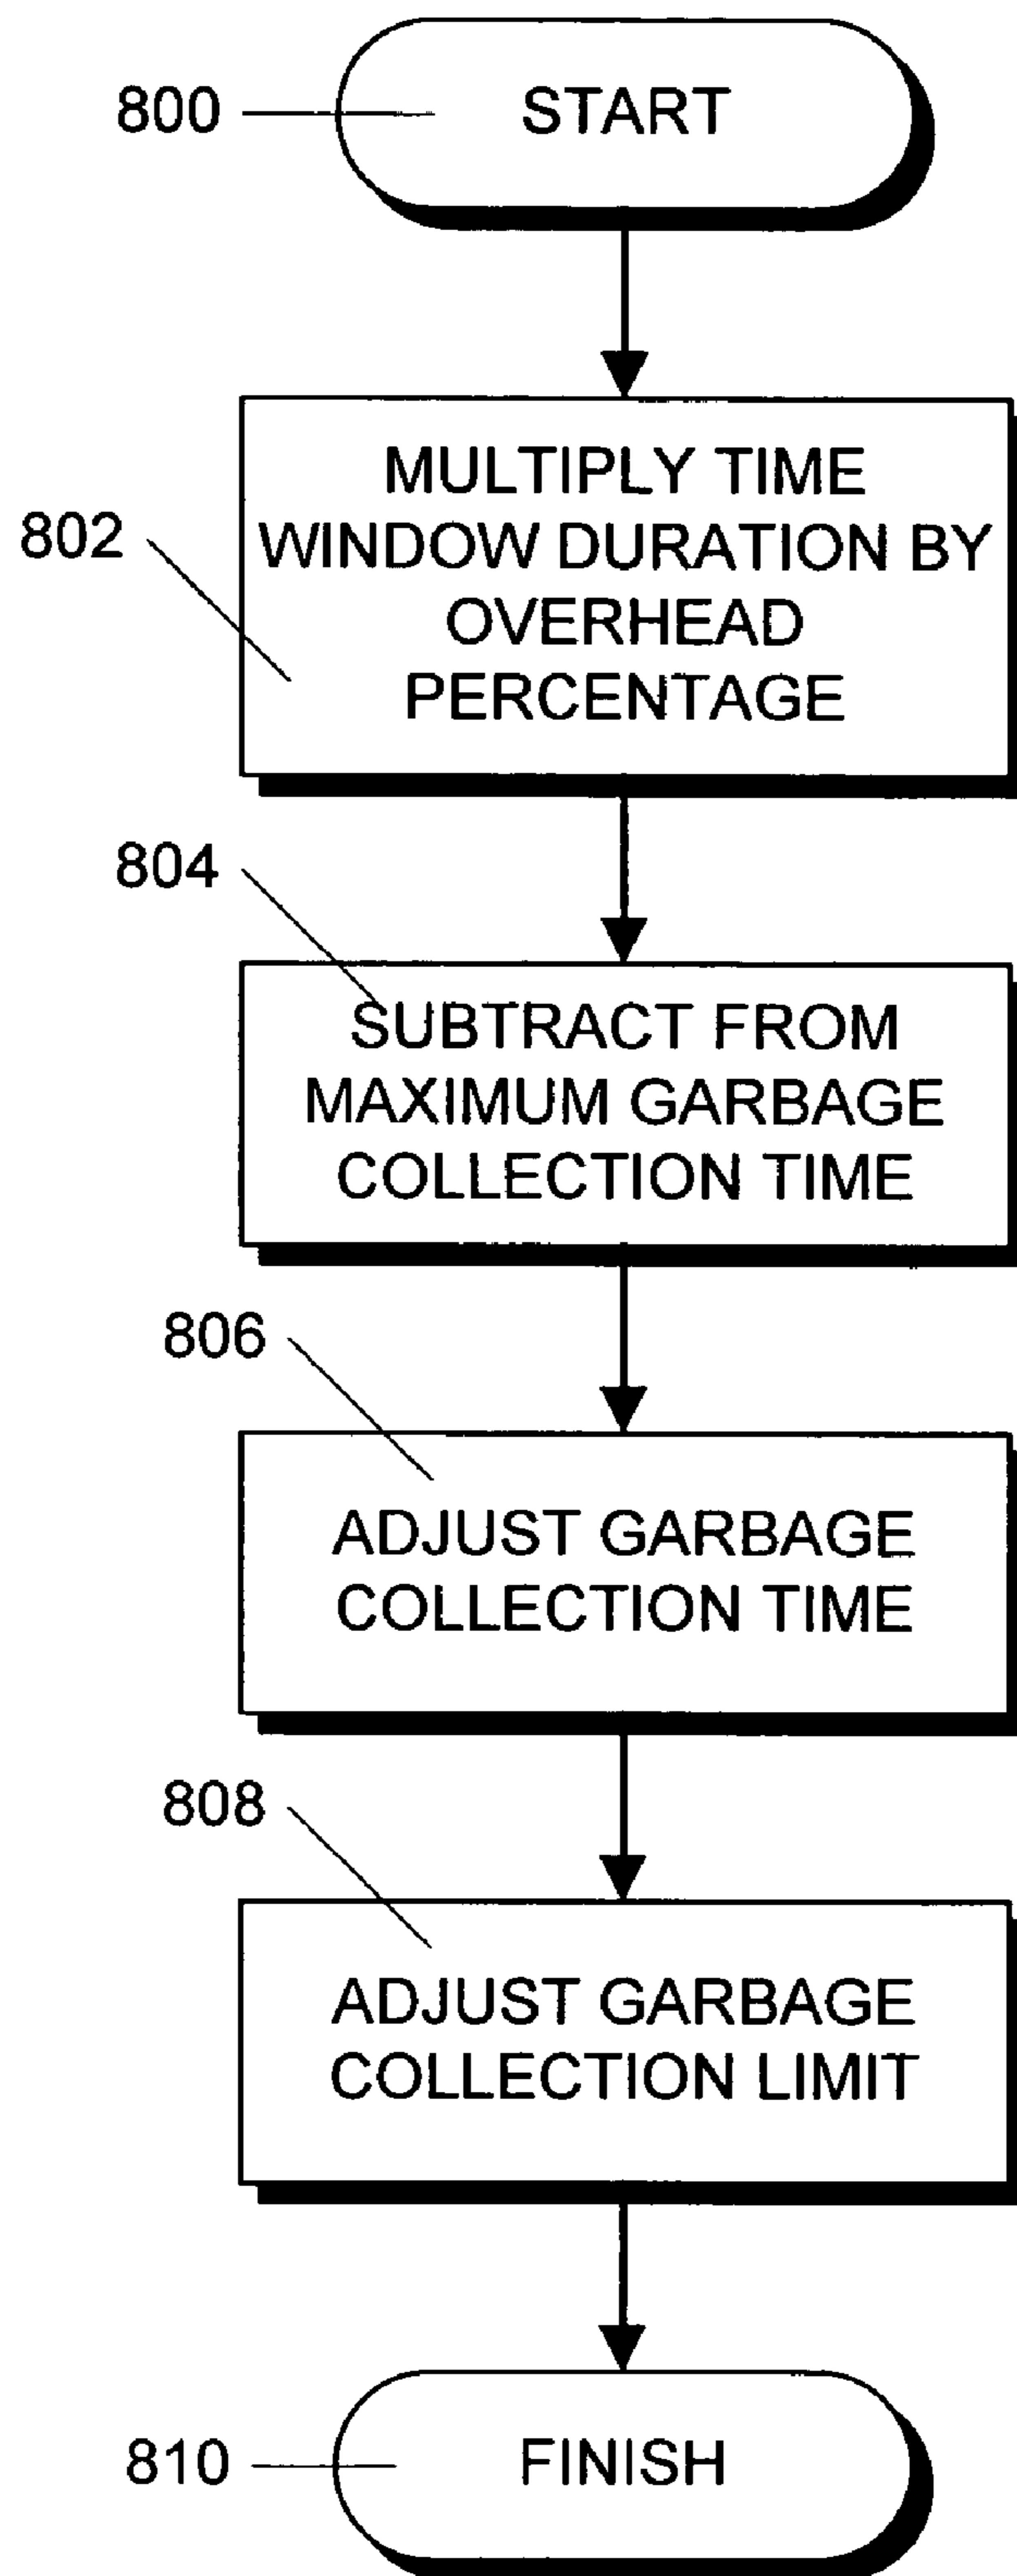 800
START
802
MULTIPLY TIME
WINDOW DURATION BY
OVERHEAD
PERCENTAGE
804
SUBTRACT FROM
MAXIMUM GARBAGE
COLLECTION TIME
806
ADJUST GARBAGE
COLLECTION TIME
808
ADJUST GARBAGE
COLLECTION LIMIT
810
FINISH